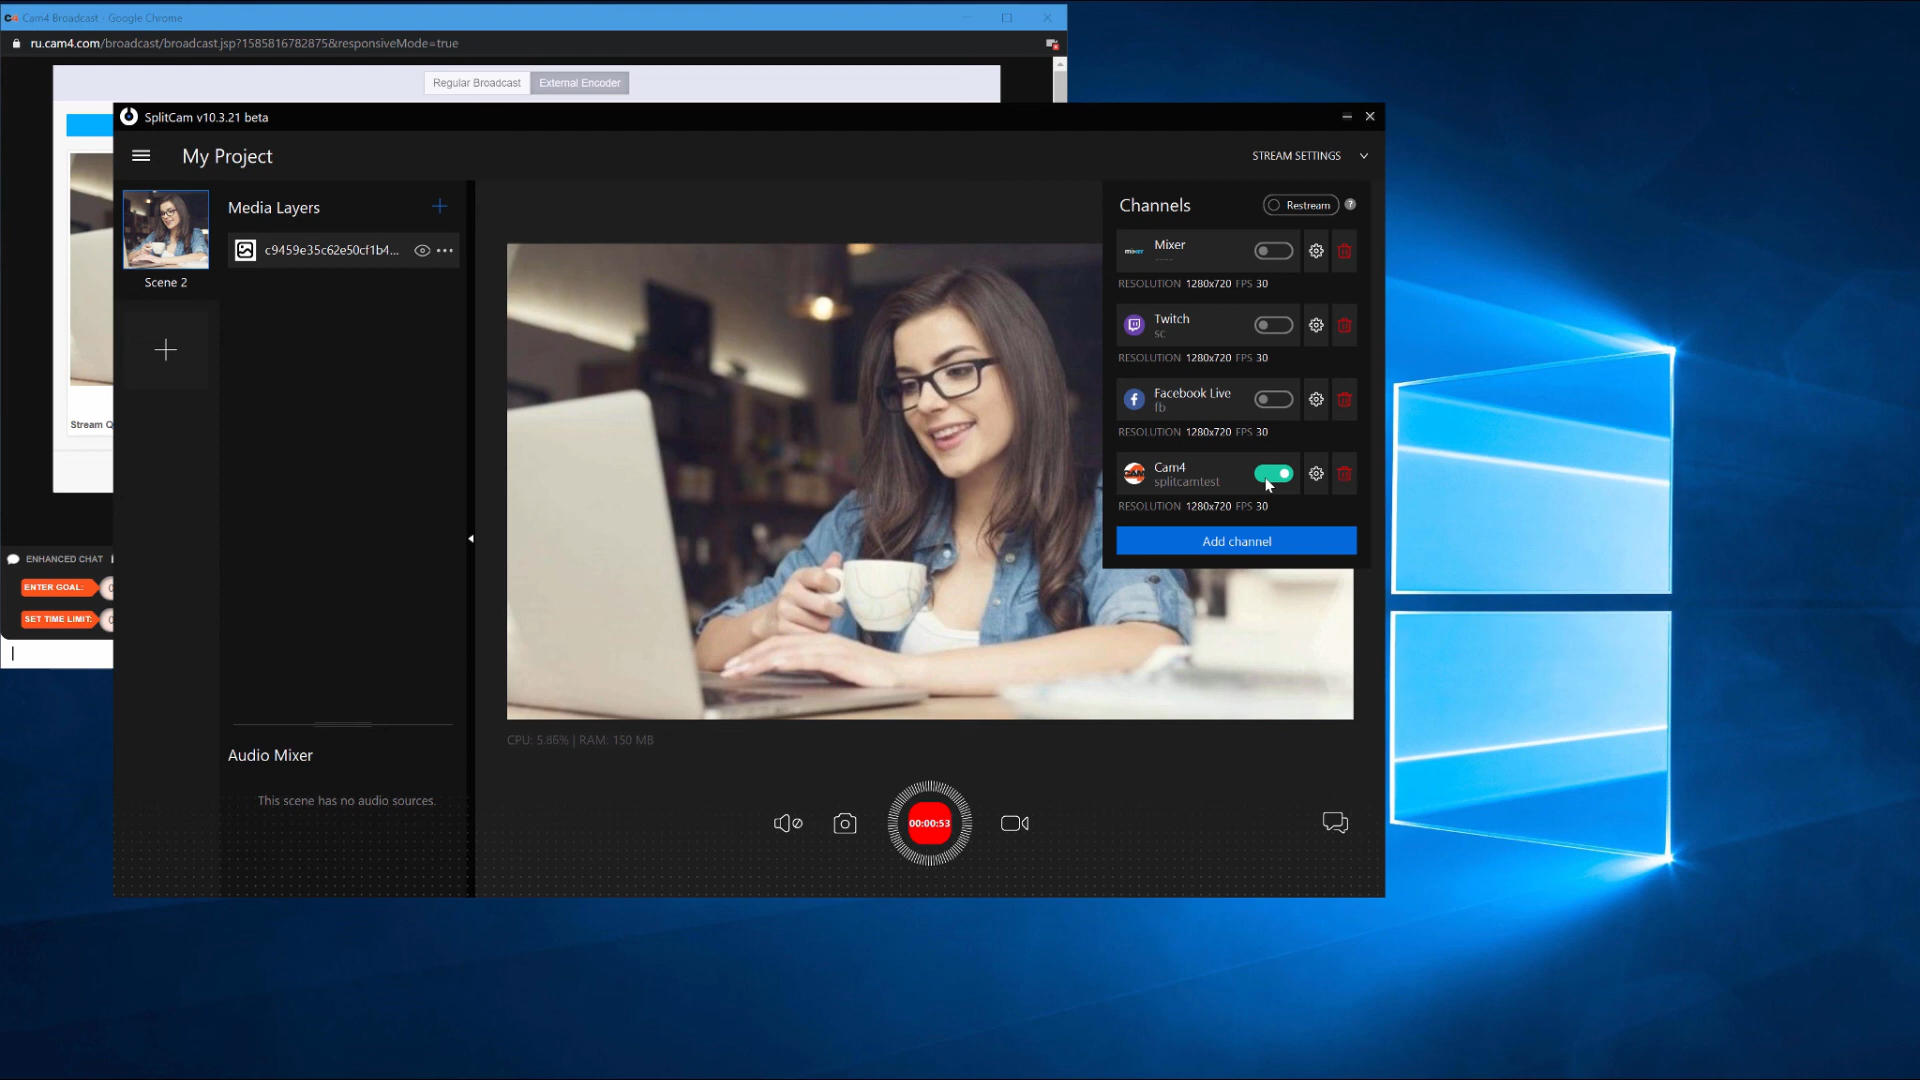 Cam4 Broadcast - Google Chrome
ru.cam4.com/broadcast/broadcast.jsp?1585816782875&responsiveMode=true
Regular Broadcast External Encoder
SplitCam v10.3.21 beta
My Project
STREAM SETTINGS
Scene 2
Media Layers
c9459e35c62e50cf1b4...
Channels
Restream
?
mixer
Mixer
----
RESOLUTION 1280x720 FPS 30
Twitch
sc
RESOLUTION 1280x720 FPS 30
Facebook Live
fb
RESOLUTION 1280x720 FPS 30
CAM
Cam4
splitcamtest
RESOLUTION 1280x720 FPS 30
Add channel
Stream Q
ENHANCED CHAT
ENTER GOAL:
SET TIME LIMIT:
CPU: 5.86% | RAM: 150 MB
Audio Mixer
This scene has no audio sources.
00:00:53